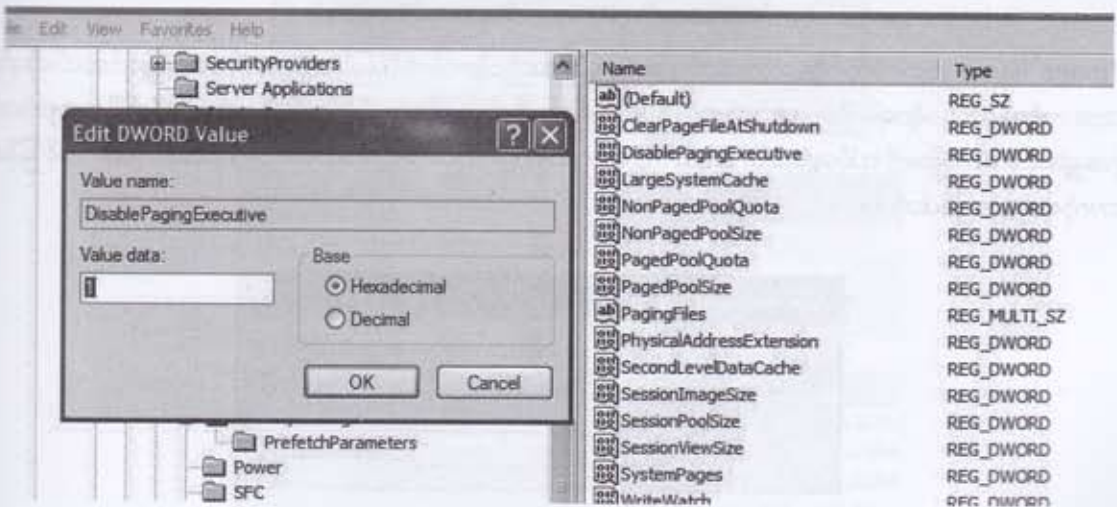 Edit View Favorites Help
SecurityProviders
Server Applications
Edit DWORD Value
Value name:
DisablePagingExecutive
Value data:
1
Base
Hexadecimal
Decimal
OK Cancel
PrefetchParameters
Power
SFC
Name Type
(Default) REG_SZ
ClearPageFileAtShutdown REG_DWORD
DisablePagingExecutive REG_DWORD
LargeSystemCache REG_DWORD
NonPagedPoolQuota REG_DWORD
NonPagedPoolSize REG_DWORD
PagedPoolQuota REG_DWORD
PagedPoolSize REG_DWORD
PagingFiles REG_MULTI_SZ
PhysicalAddressExtension REG_DWORD
SecondLevelDataCache REG_DWORD
SessionImageSize REG_DWORD
SessionPoolSize REG_DWORD
SessionViewSize REG_DWORD
SystemPages REG_DWORD
WriteWatch REG_DWORD